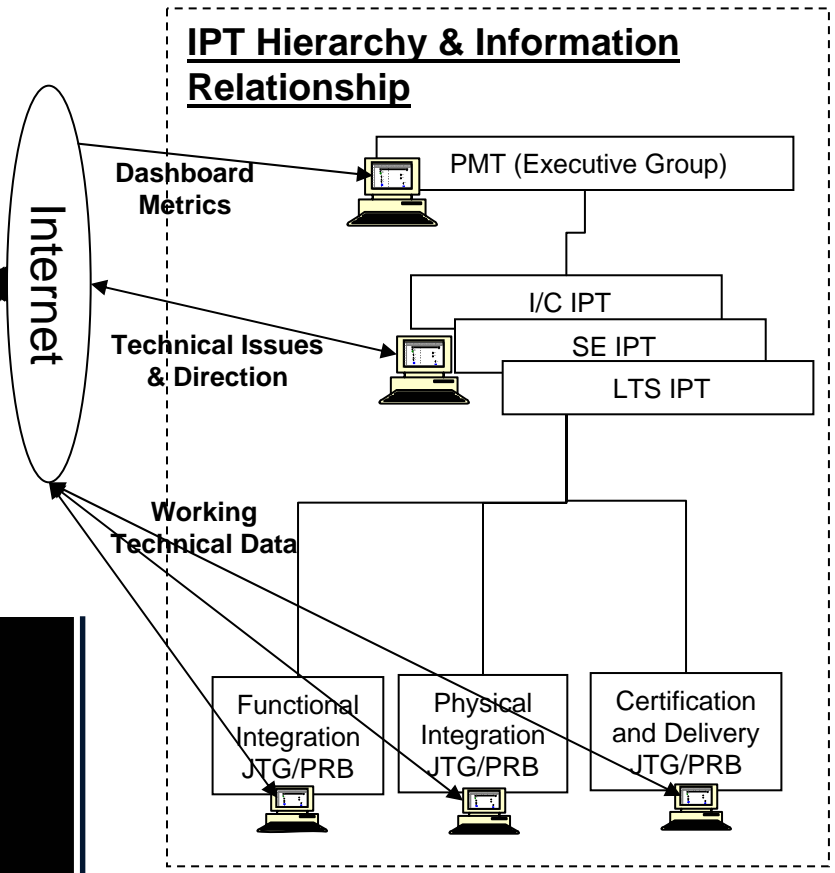 IPT Hierarchy & Information
Relationship
PMT (Executive Group)
Dashboard
Metrics
Internet
I/C IPT
SE IPT
LTS IPT
Technical Issues
& Direction
Working
Technical Data
Functional
Integration
JTG/PRB
Physical
Integration
JTG/PRB
Certification
and Delivery
JTG/PRB